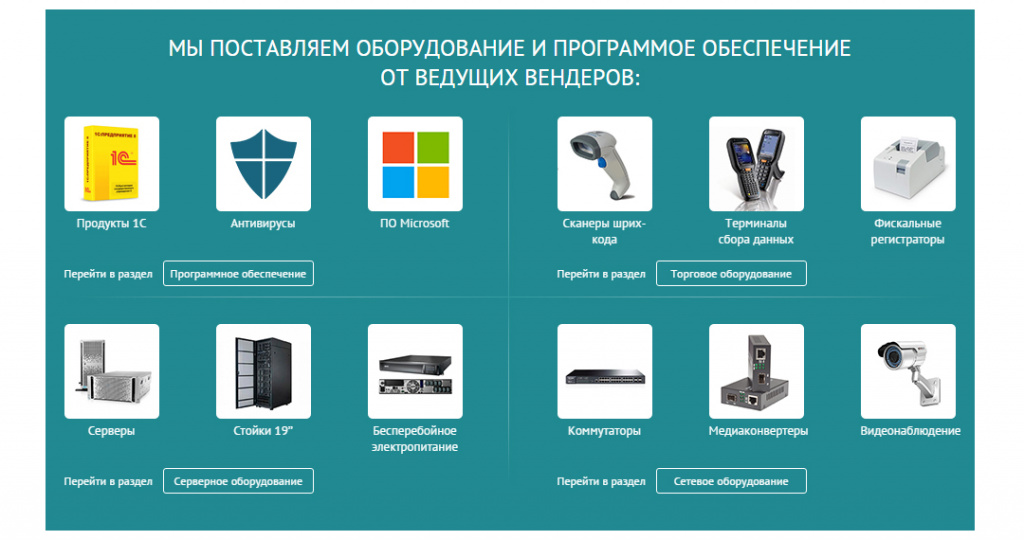 МЫ ПОСТАВЛЯЕМ ОБОРУДОВАНИЕ И ПРОГРАММОЕ ОБЕСПЕЧЕНИЕ
ОТ ВЕДУЩИХ ВЕНДЕРОВ:
1С:ПРЕДПРИЯТИЕ 8
1С
Продукты 1С
Антивирусы
ПО Microsoft
Сканеры шрих-
кода
Терминалы
сбора данных
Фискальные
регистраторы
Перейти в раздел
Программное обеспечение
Перейти в раздел
Торговое оборудование
Серверы
Стойки 19"
Бесперебойное
электропитание
Коммутаторы
Медиаконвертеры
Видеонаблюдение
Перейти в раздел
Серверное оборудование
Перейти в раздел
Сетевое оборудование